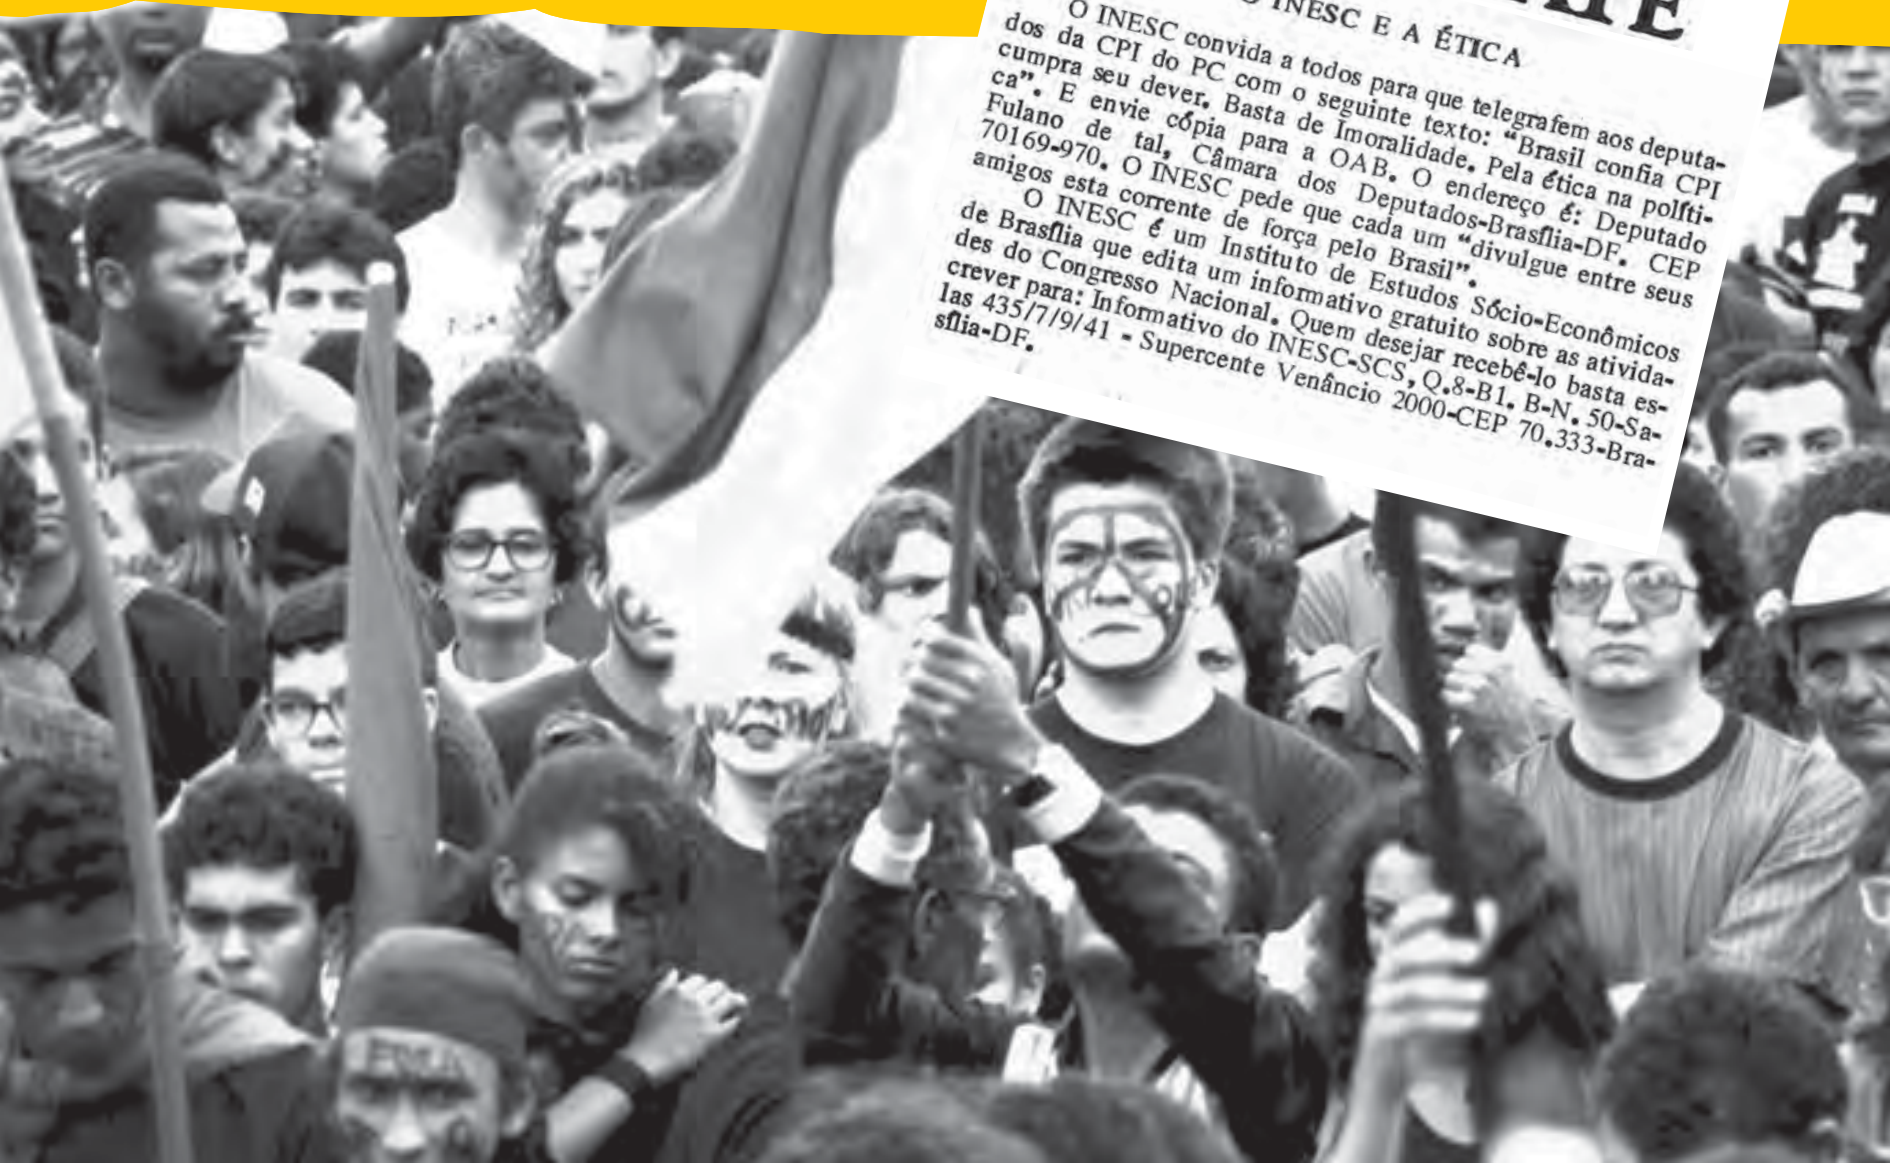 O INESC E A ÉTICA
O INESC convida a todos para que telegrafem aos deputa-
dos da CPI do PC com o seguinte texto: “Brasil confia CPI
cumpra seu dever. Basta de Imoralidade. Pela ética na políti-
ca”. E envie cópia para a OAB. O endereço é: Deputado
Fulano de tal, Câmara dos Deputados-Brasília-DF. CEP
70169-970. O INESC pede que cada um “divulgue entre seus
amigos esta corrente de força pelo Brasil”.
O INESC é um Instituto de Estudos Sócio-Econômicos
de Brasília que edita um informativo gratuito sobre as ativida-
des do Congresso Nacional. Quem desejar recebê-lo basta es-
crever para: Informativo do INESC-SCS, Q.8-B1. B-N. 50-Sa-
las 435/7/9/41 - Supercente Venâncio 2000-CEP 70.333-Bra-
sília-DF.